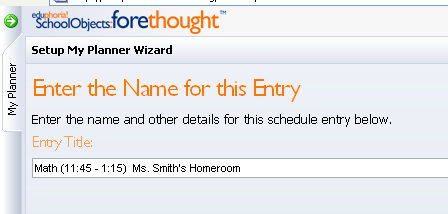 eduphoria!
SchoolObjects:forethought™
Setup My Planner Wizard
My Planner
Enter the Name for this Entry
Enter the name and other details for this schedule entry below.
Entry Title:
Math (11:45 - 1:15)  Ms. Smith's Homeroom